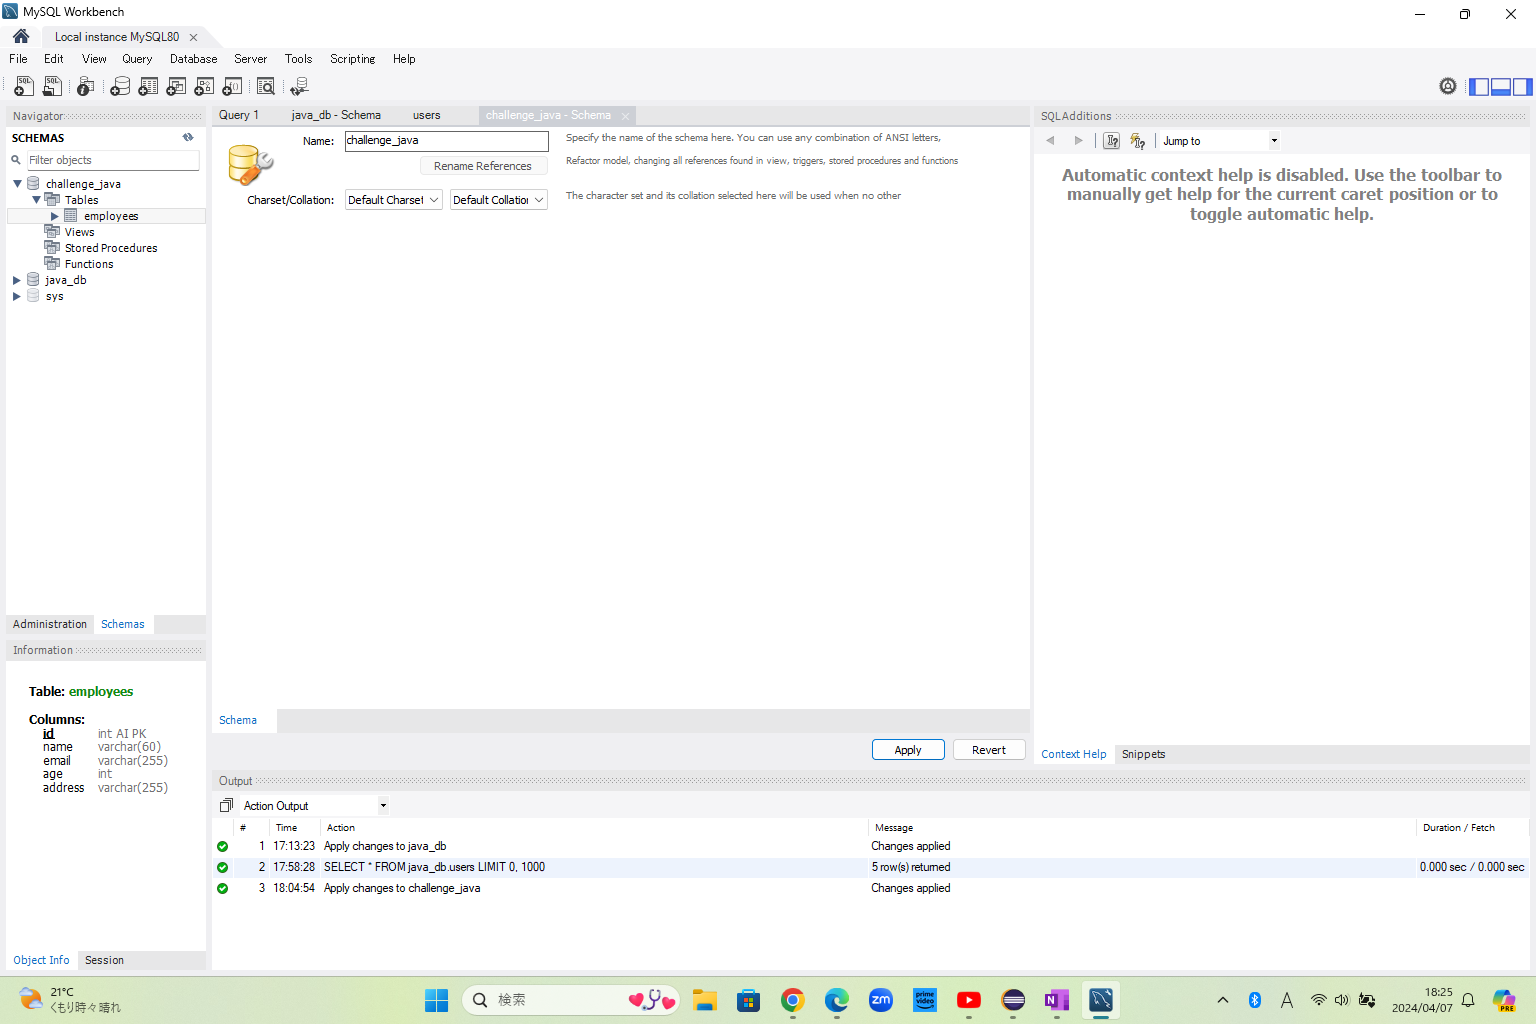 MySQL Workbench
Local instance MySQL80
File Edit View Query Database Server Tools Scripting Help
Navigator
SCHEMAS
Filter objects
challenge_java
Tables
employees
Views
Stored Procedures
Functions
java_db
sys
Administration Schemas
Information
Table: employees
Columns:
id int AI PK
name varchar(60)
email varchar(255)
age int
address varchar(255)
Object Info Session
Query 1 java_db - Schema users challenge_java - Schema
Name: challenge_java Specify the name of the schema here. You can use any combination of ANSI letters,
Rename References Refactor model, changing all references found in view, triggers, stored procedures and functions
Charset/Collation: Default Charset Default Collation The character set and its collation selected here will be used when no other
Schema
Apply Revert
SQLAdditions
Jump to
Automatic context help is disabled. Use the toolbar to
manually get help for the current caret position or to
toggle automatic help.
Context Help Snippets
Output
Action Output
# Time Action Message Duration / Fetch
1 17:13:23 Apply changes to java_db Changes applied
2 17:58:28 SELECT * FROM java_db.users LIMIT 0, 1000 5 row(s) returned 0.000 sec / 0.000 sec
3 18:04:54 Apply changes to challenge_java Changes applied
21°C
くもり時々晴れ
検索
zm
prime
video
N
A
18:25
2024/04/07
PRE